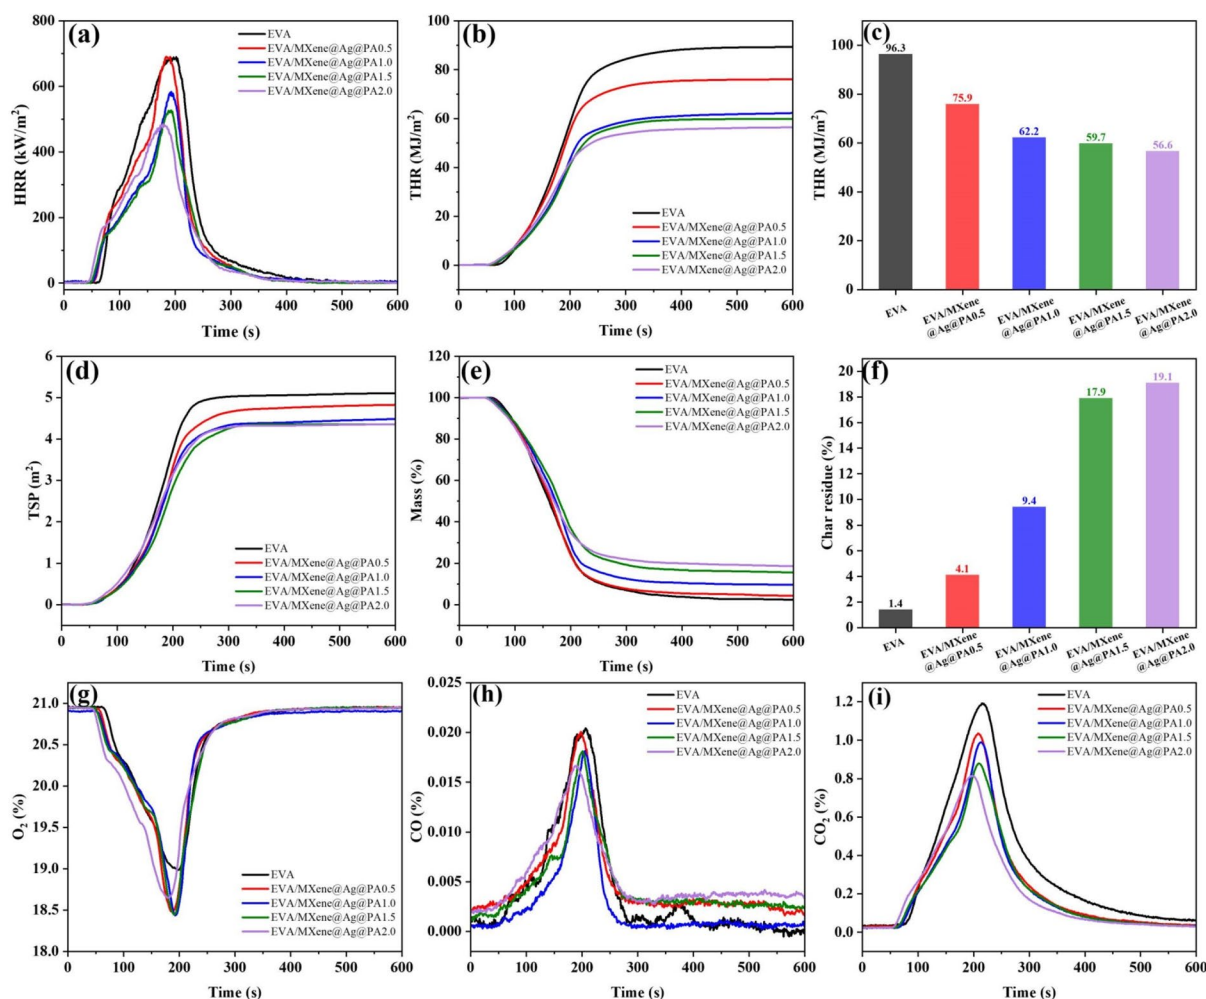 (a)
HRR (kW/m²)
800
600
400
200
0
0 100 200 300 400 500 600
Time (s)
EVA
EVA/MXene@Ag@PA0.5
EVA/MXene@Ag@PA1.0
EVA/MXene@Ag@PA1.5
EVA/MXene@Ag@PA2.0
(b)
THR (MJ/m²)
100
80
60
40
20
0
0 100 200 300 400 500 600
Time (s)
EVA
EVA/MXene@Ag@PA0.5
EVA/MXene@Ag@PA1.0
EVA/MXene@Ag@PA1.5
EVA/MXene@Ag@PA2.0
(c)
THR (MJ/m²)
110
100
80
60
40
20
0
96.3
75.9
62.2
59.7
56.6
EVA
EVA/MXene
@Ag@PA0.5
EVA/MXene
@Ag@PA1.0
EVA/MXene
@Ag@PA1.5
EVA/MXene
@Ag@PA2.0
(d)
TSP (m²)
6
5
4
3
2
1
0
0 100 200 300 400 500 600
Time (s)
EVA
EVA/MXene@Ag@PA0.5
EVA/MXene@Ag@PA1.0
EVA/MXene@Ag@PA1.5
EVA/MXene@Ag@PA2.0
(e)
Mass (%)
120
100
80
60
40
20
0
0 100 200 300 400 500 600
Time (s)
EVA
EVA/MXene@Ag@PA0.5
EVA/MXene@Ag@PA1.0
EVA/MXene@Ag@PA1.5
EVA/MXene@Ag@PA2.0
(f)
Char residue (%)
20
18
16
14
12
10
8
6
4
2
0
1.4
4.1
9.4
17.9
19.1
EVA
EVA/MXene
@Ag@PA0.5
EVA/MXene
@Ag@PA1.0
EVA/MXene
@Ag@PA1.5
EVA/MXene
@Ag@PA2.0
(g)
O₂ (%)
21.0
20.5
20.0
19.5
19.0
18.5
18.0
0 100 200 300 400 500 600
Time (s)
EVA
EVA/MXene@Ag@PA0.5
EVA/MXene@Ag@PA1.0
EVA/MXene@Ag@PA1.5
EVA/MXene@Ag@PA2.0
(h)
CO (%)
0.025
0.020
0.015
0.010
0.005
0.000
0 100 200 300 400 500 600
Time (s)
EVA
EVA/MXene@Ag@PA0.5
EVA/MXene@Ag@PA1.0
EVA/MXene@Ag@PA1.5
EVA/MXene@Ag@PA2.0
(i)
CO₂ (%)
1.2
1.0
0.8
0.6
0.4
0.2
0.0
0 100 200 300 400 500 600
Time (s)
EVA
EVA/MXene@Ag@PA0.5
EVA/MXene@Ag@PA1.0
EVA/MXene@Ag@PA1.5
EVA/MXene@Ag@PA2.0